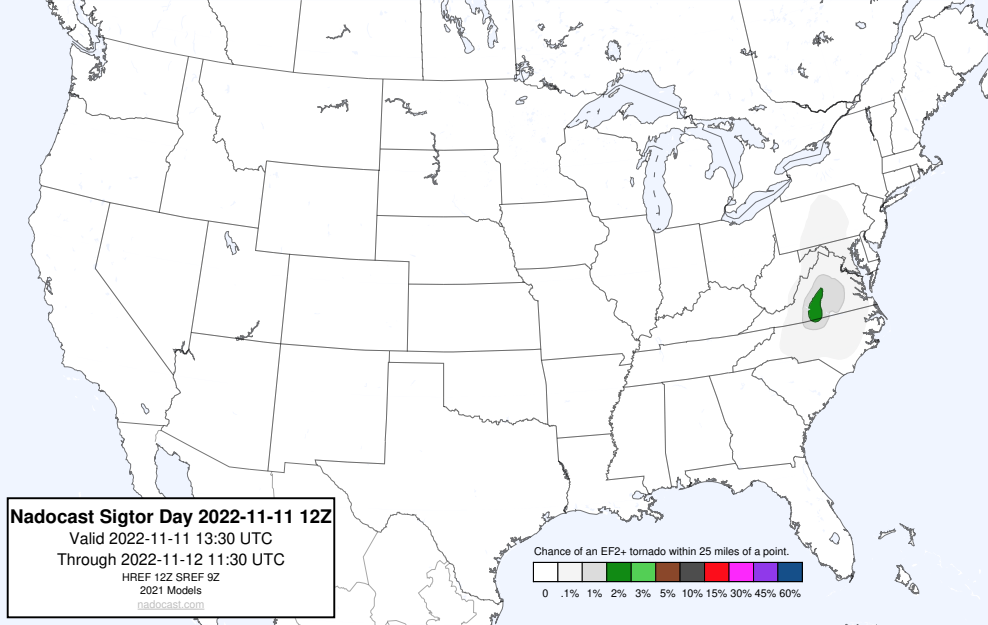 Nadocast Sigtor Day 2022-11-11 12Z
Valid 2022-11-11 13:30 UTC
Through 2022-11-12 11:30 UTC
HREF 12Z SREF 9Z
2021 Models
nadocast.com
Chance of an EF2+ tornado within 25 miles of a point.
0 .1% 1% 2% 3% 5% 10% 15% 30% 45% 60%